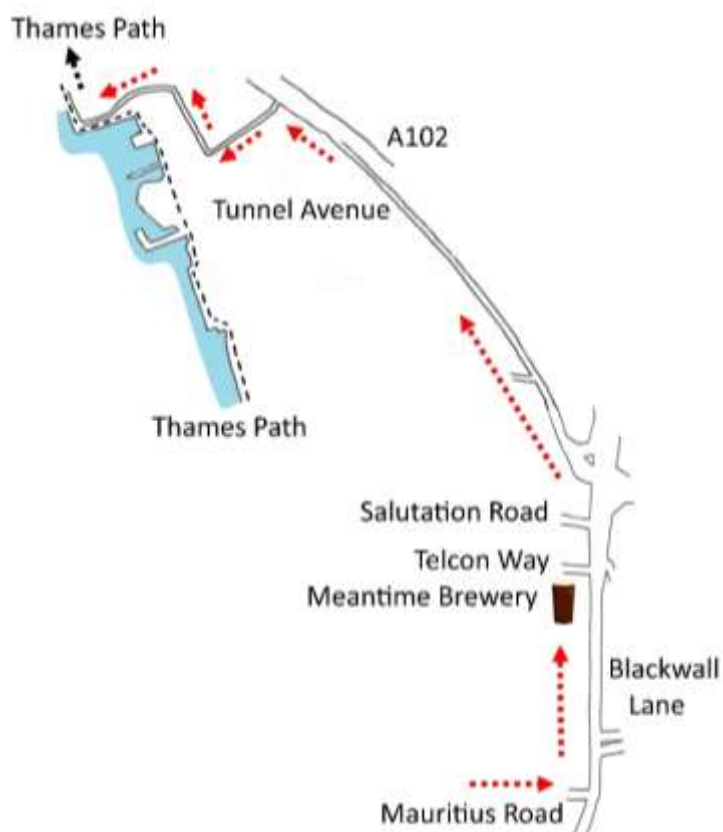 Thames Path
A102
Tunnel Avenue
Thames Path
Salutation Road
Telcon Way
Meantime Brewery
Blackwall
Lane
Mauritius Road